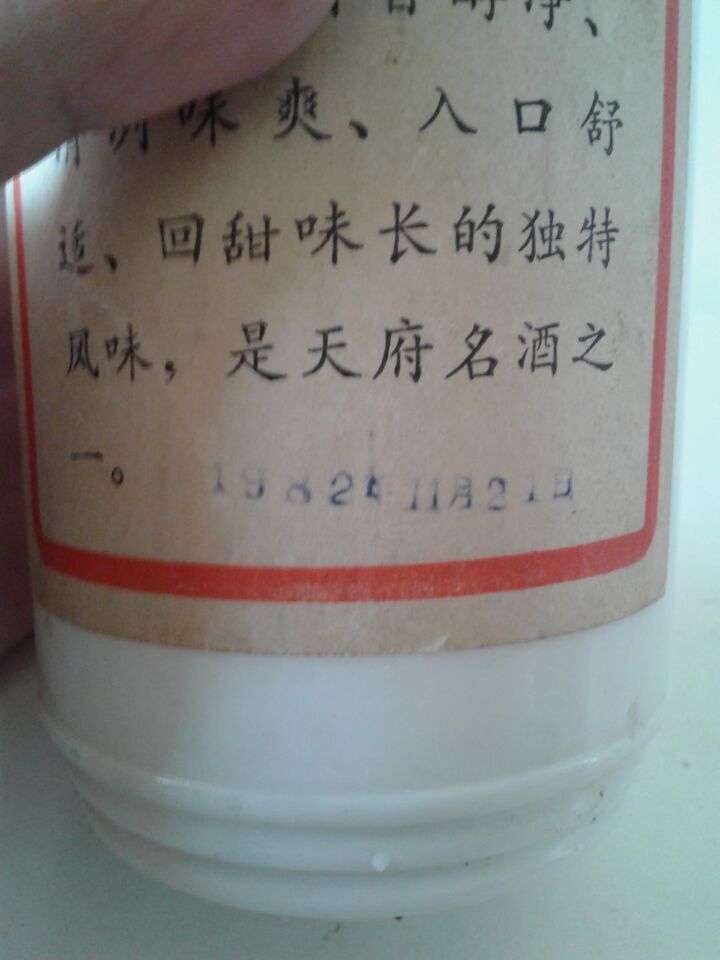 净、
味爽、入口舒
适、回甜味长的独特
风味，是天府名酒之
一。
1982年11月21日